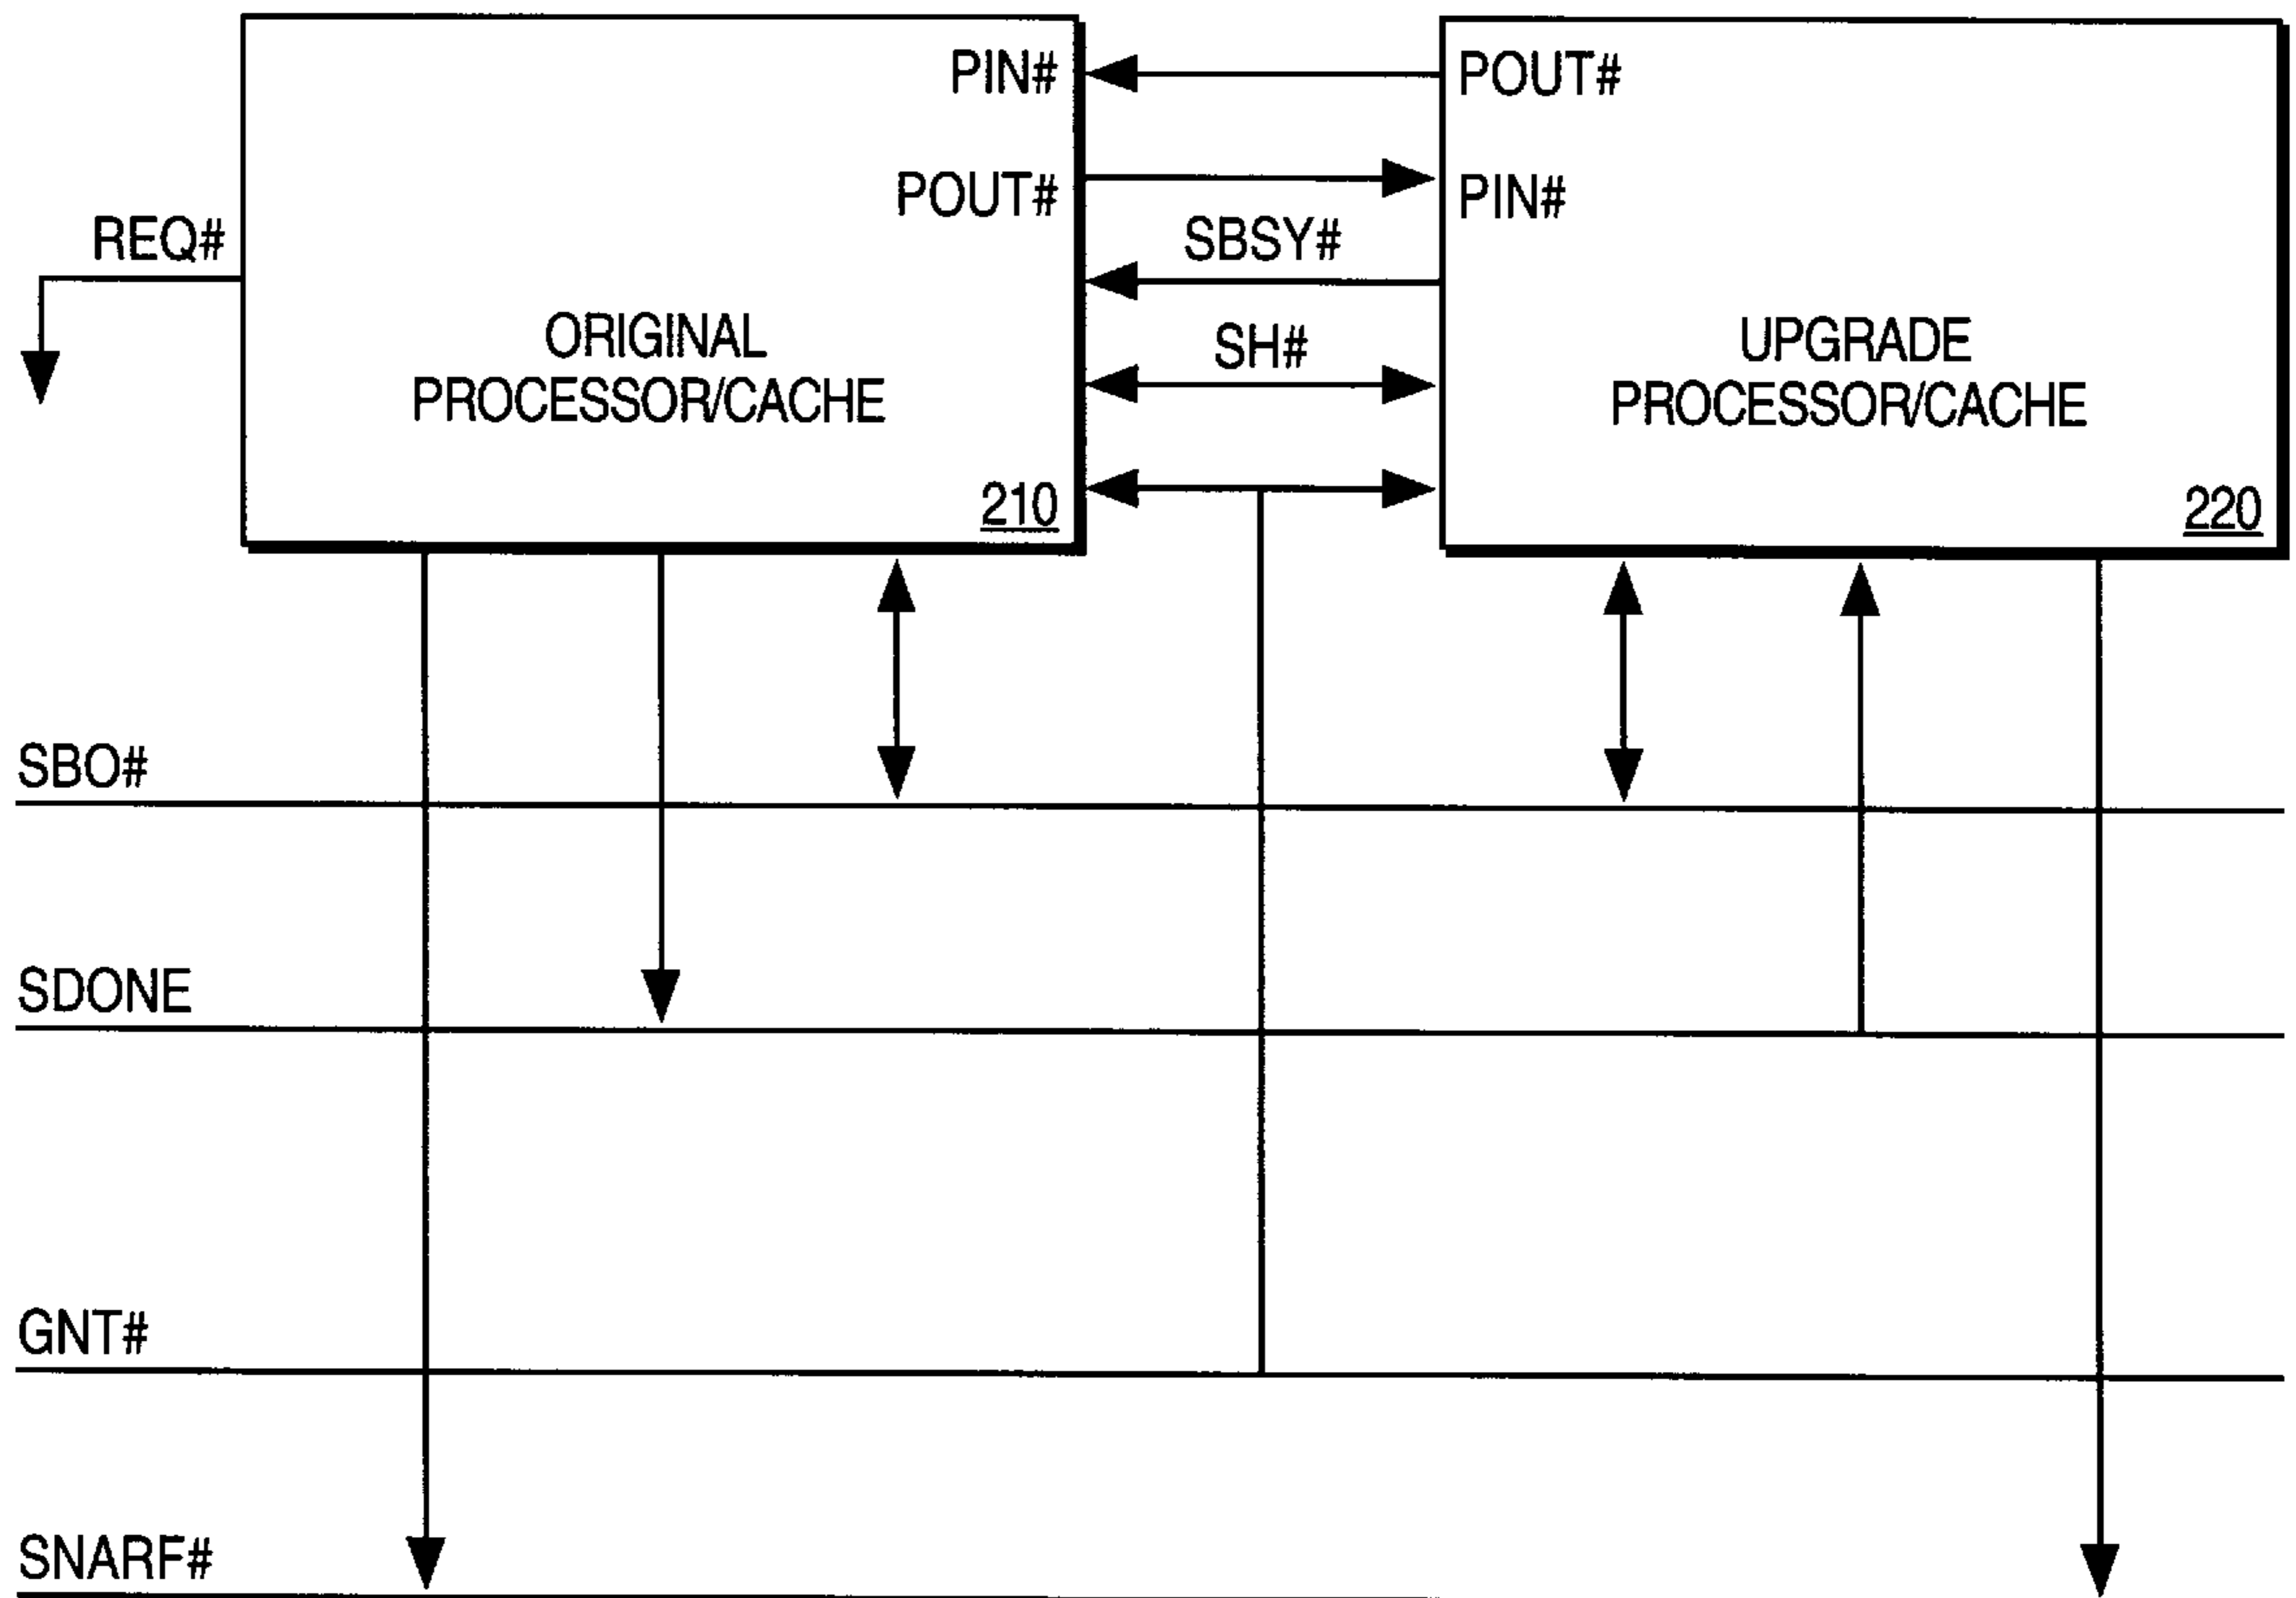 PIN#
POUT#
POUT#
PIN#
REQ#
SBSY#
SH#
ORIGINAL
PROCESSOR/CACHE
210
UPGRADE
PROCESSOR/CACHE
220
SBO#
SDONE
GNT#
SNARF#